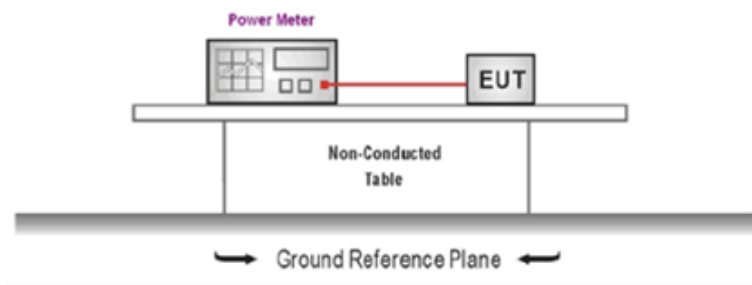 Power Meter
EUT
Non-Conducted
Table
Ground Reference Plane